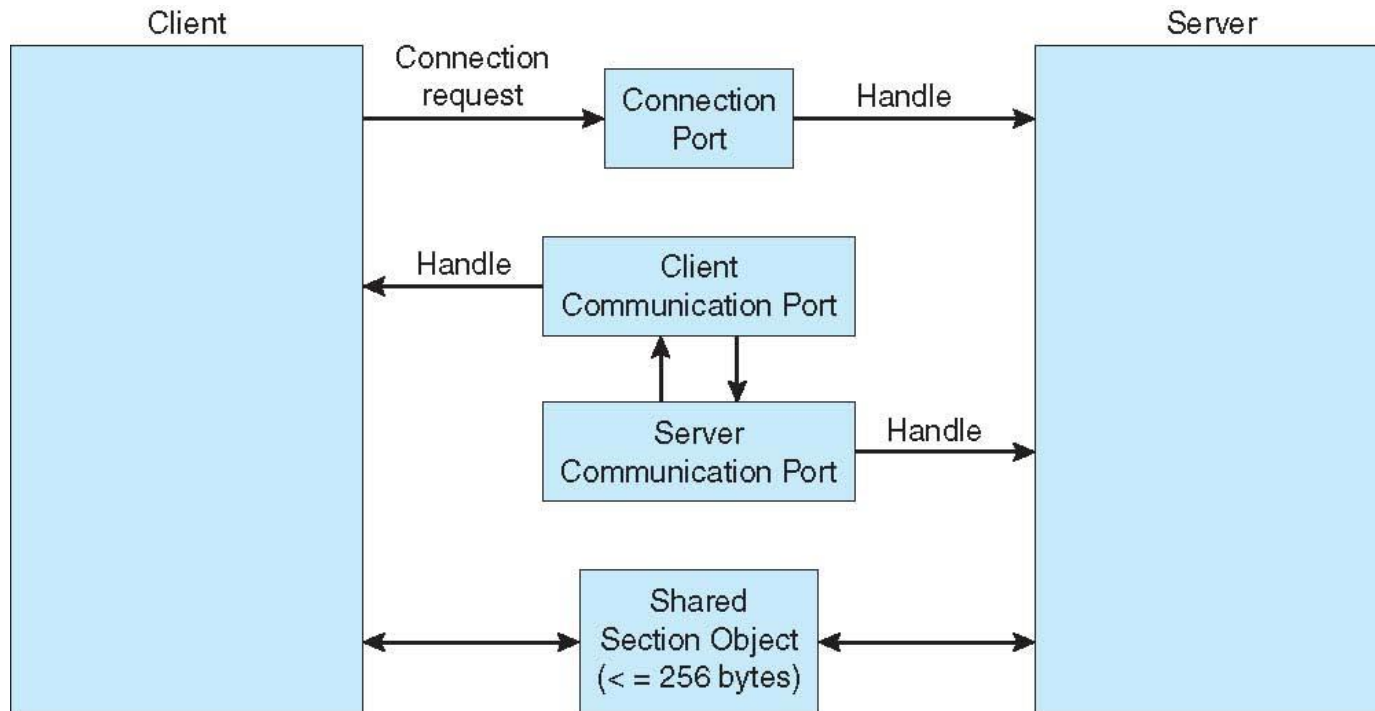 Client
Server
Connection
request
Connection
Port
Handle
Handle
Client
Communication Port
Server
Communication Port
Handle
Shared
Section Object
(< = 256 bytes)